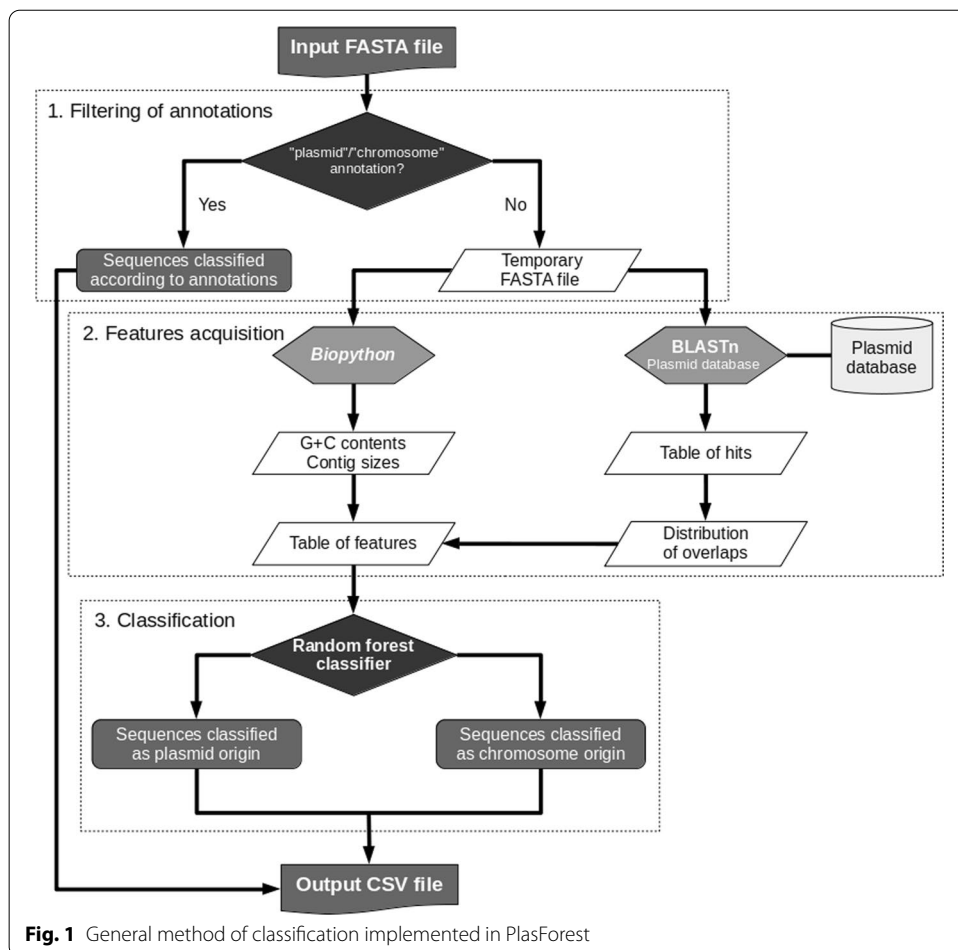 Input FASTA file
1. Filtering of annotations
"plasmid"/"chromosome"
annotation?
Yes
No
Sequences classified
according to annotations
Temporary
FASTA file
2. Features acquisition
Biopython
BLASTn
Plasmid database
Plasmid
database
G+C contents
Contig sizes
Table of hits
Table of features
Distribution
of overlaps
3. Classification
Random forest
classifier
Sequences classified
as plasmid origin
Sequences classified
as chromosome origin
Output CSV file
Fig. 1 General method of classification implemented in PlasForest